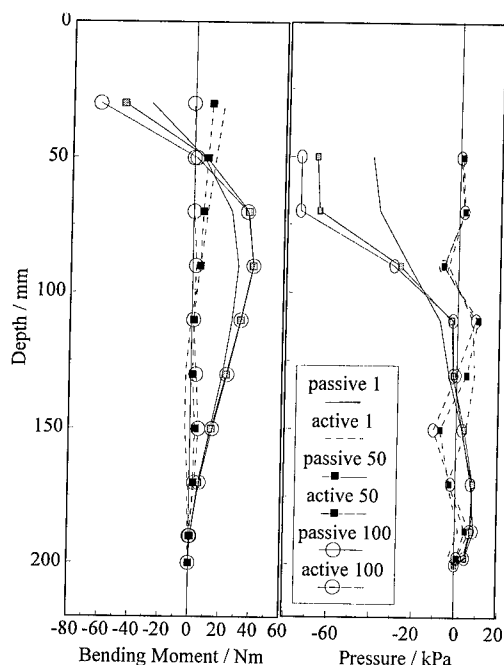 0
50
100
150
200
Depth / mm
passive 1
active 1
passive 50
active 50
passive 100
active 100
-80 -60 -40 -20 0 20 40 60
Bending Moment / Nm
-60 -40 -20 0 20
Pressure / kPa